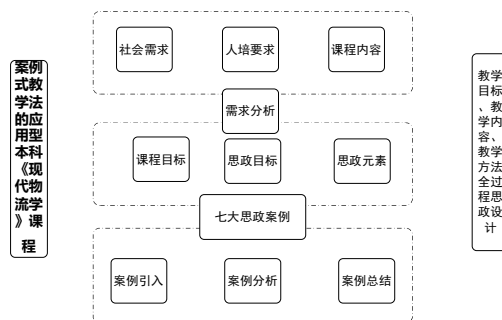 案例
式教
学法
的应
用型
本科
《现
代物
流学
》课
程
社会需求
人培要求
课程内容
需求分析
课程目标
思政目标
思政元素
七大思政案例
案例引入
案例分析
案例总结
教学
目标
、教
学内
容、
教学
方法
全过
程思
政设
计